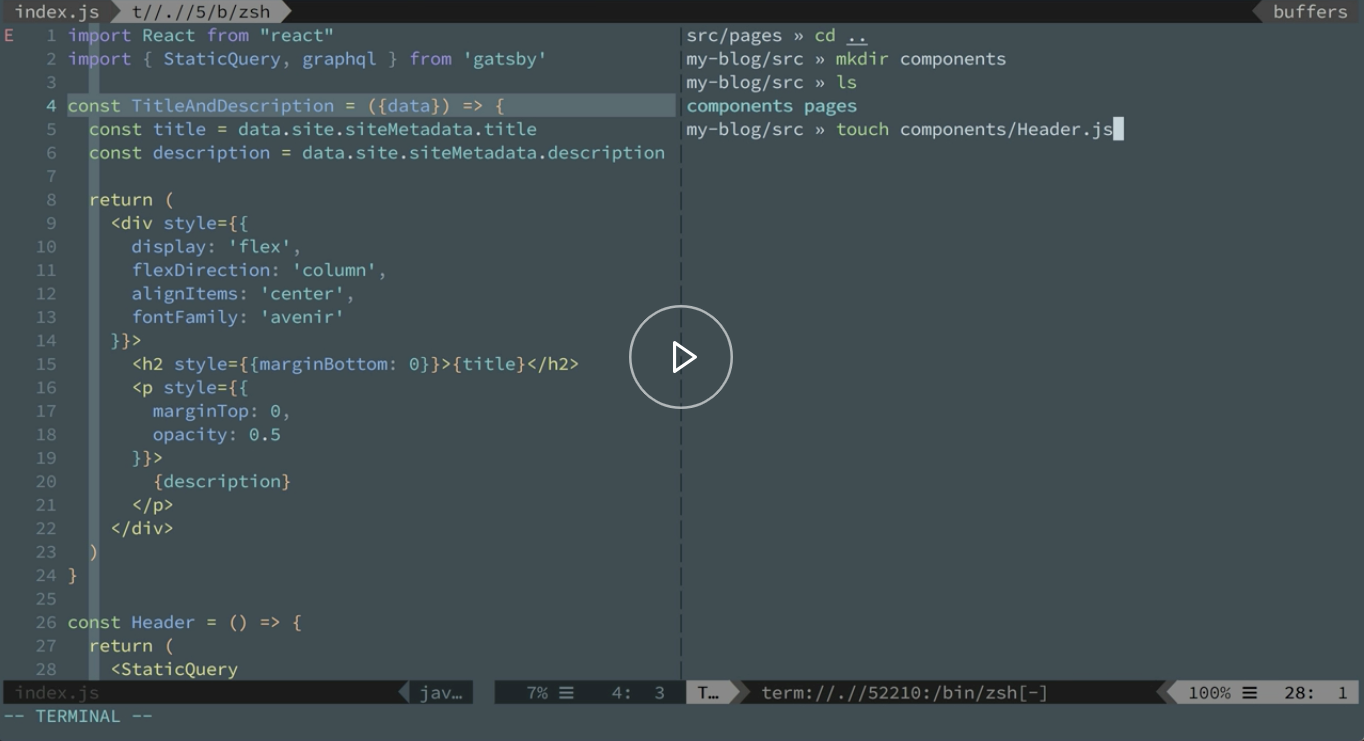 index.js t//.//5/b/zsh buffers
E 1 import React from "react"
2 import { StaticQuery, graphql } from 'gatsby'
3
4 const TitleAndDescription = ({data}) => {
5   const title = data.site.siteMetadata.title
6   const description = data.site.siteMetadata.description
7
8   return (
9     <div style={{
10       display: 'flex',
11       flexDirection: 'column',
12       alignItems: 'center',
13       fontFamily: 'avenir'
14     }}>
15       <h2 style={{marginBottom: 0}}>{title}</h2>
16       <p style={{
17         marginTop: 0,
18         opacity: 0.5
19       }}>
20         {description}
21       </p>
22     </div>
23   )
24 }
25
26 const Header = () => {
27   return (
28     <StaticQuery
src/pages » cd ..
my-blog/src » mkdir components
my-blog/src » ls
components pages
my-blog/src » touch components/Header.js
index.js jav… 7% ☰ 4: 3 T… term://.//52210:/bin/zsh[-] 100% ☰ 28: 1
-- TERMINAL --